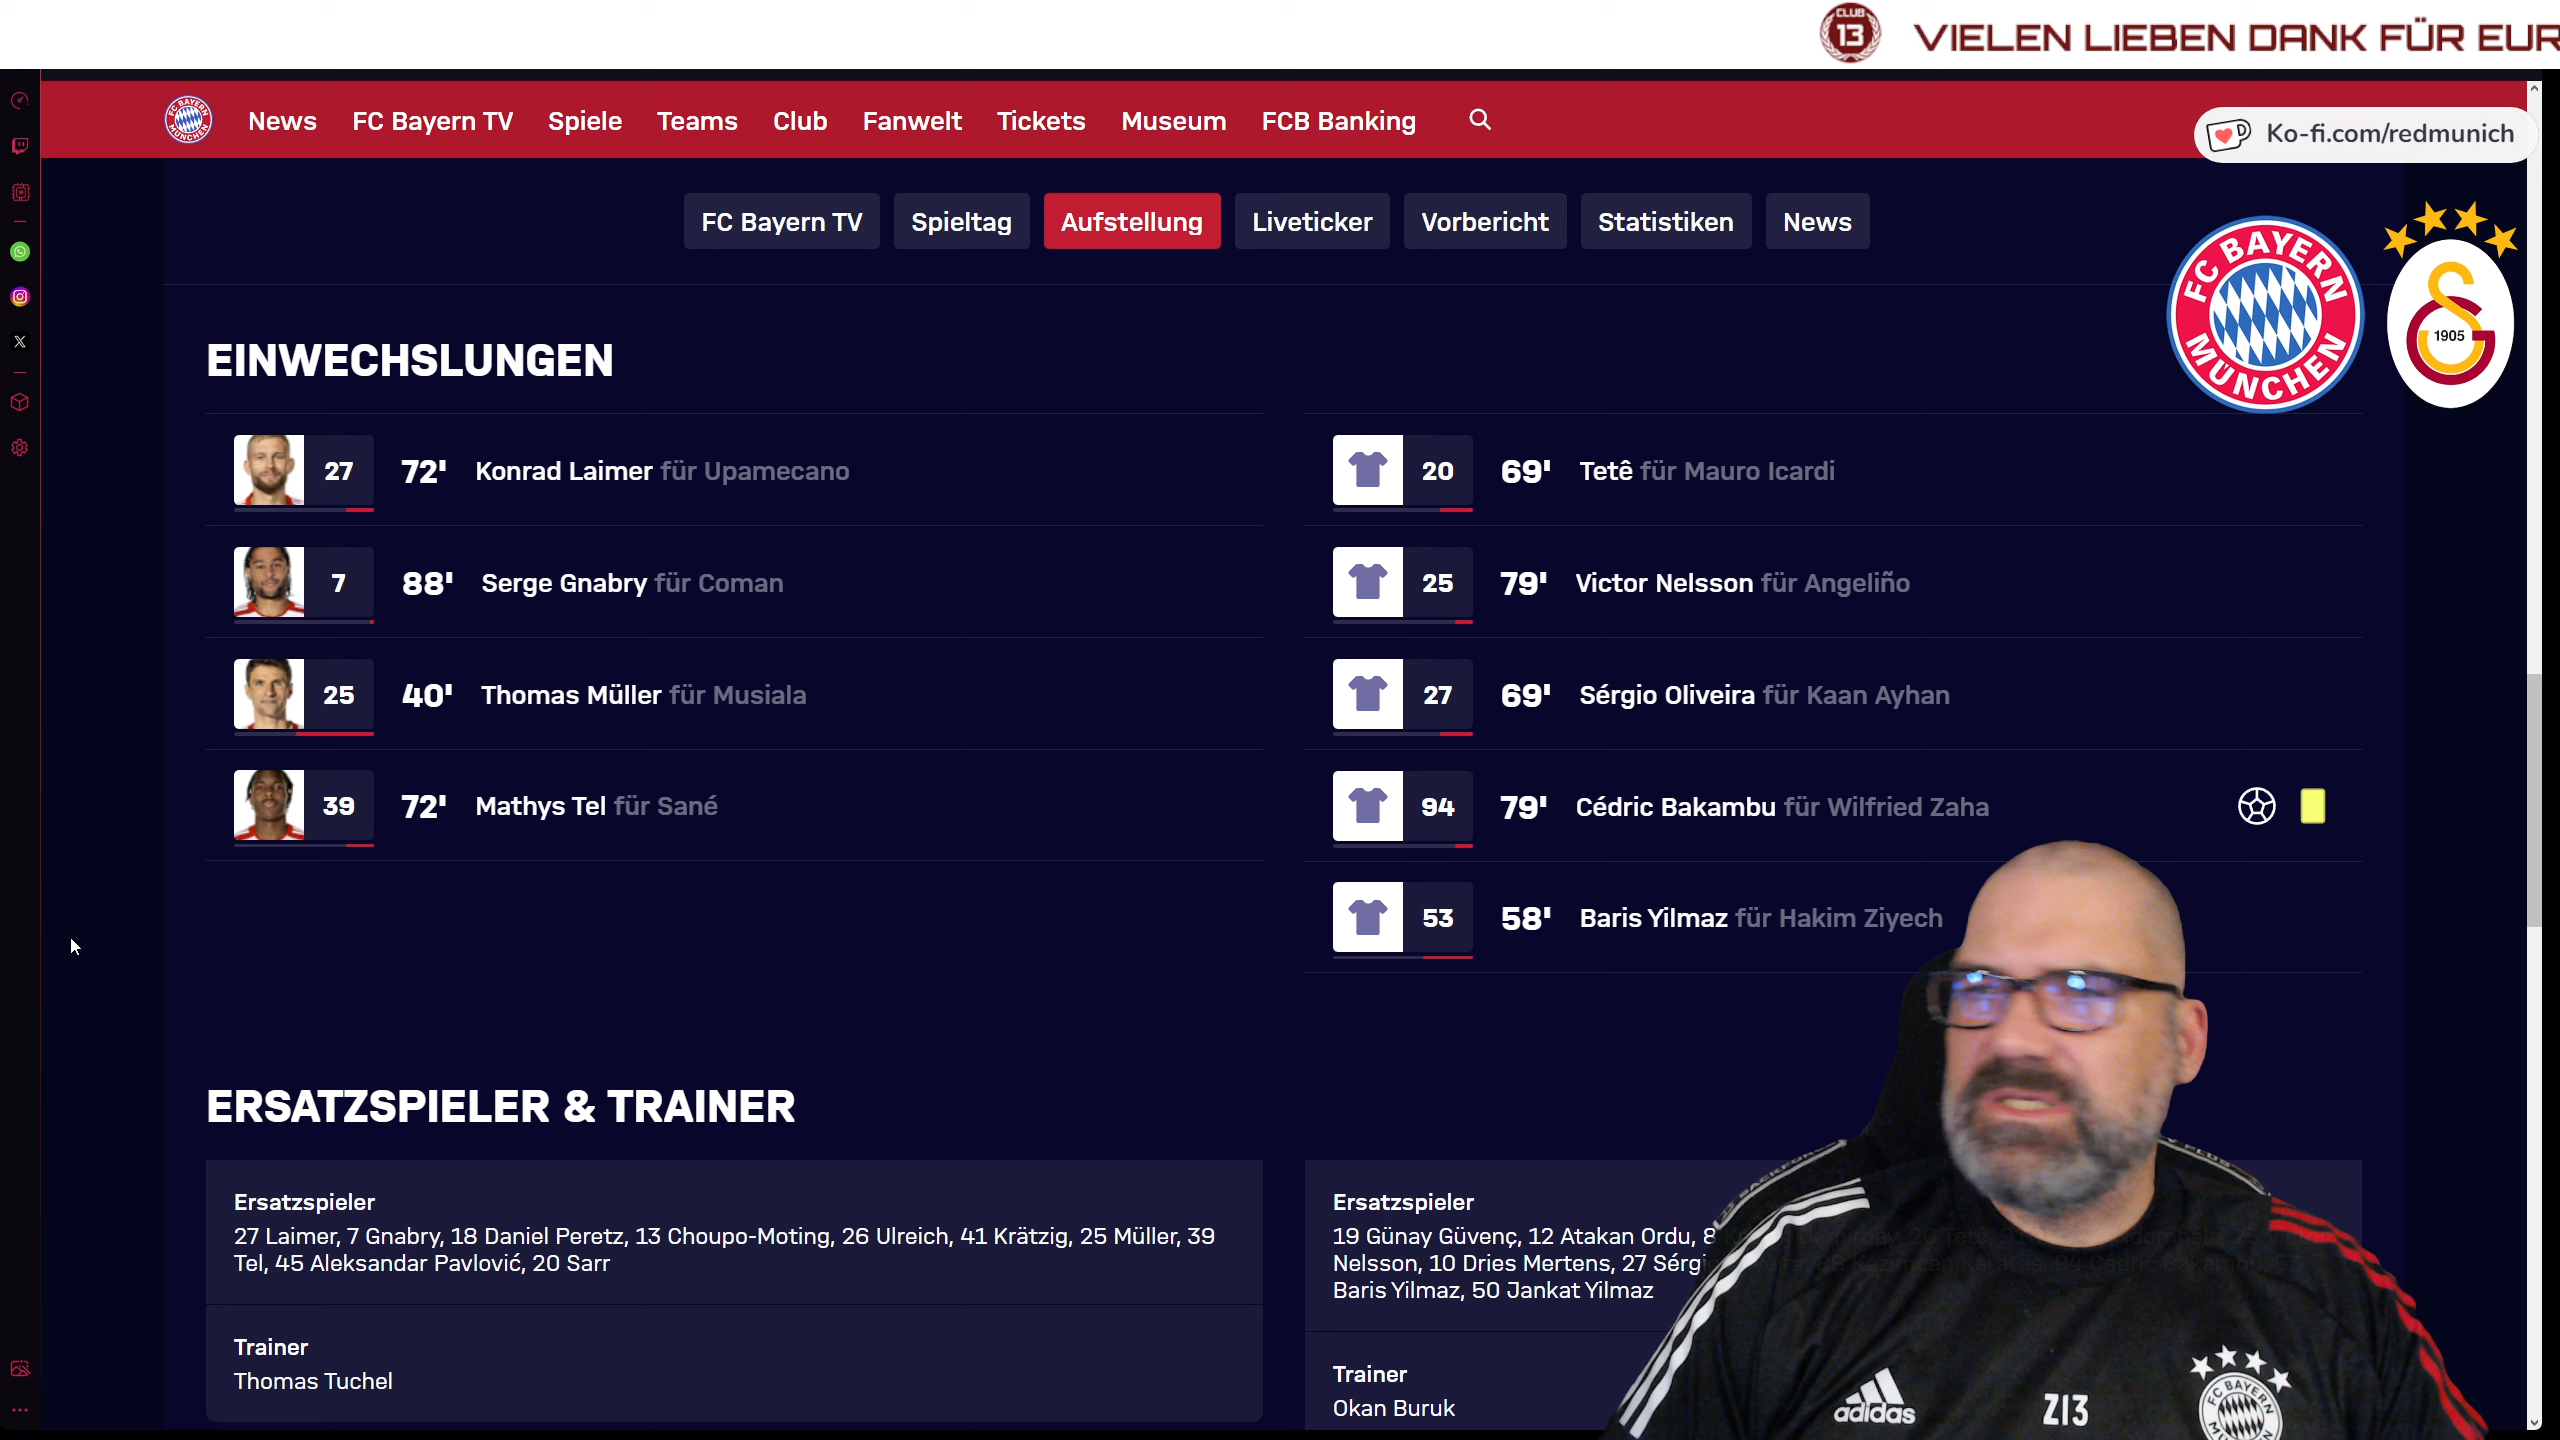 CLUB
13
VIELEN LIEBEN DANK FÜR EUR
News FC Bayern TV Spiele Teams Club Fanwelt Tickets Museum FCB Banking
Ko-fi.com/redmunich
FC Bayern TV Spieltag Aufstellung Liveticker Vorbericht Statistiken News
FC BAYERN
MÜNCHEN
1905
EINWECHSLUNGEN
27 72' Konrad Laimer für Upamecano
7 88' Serge Gnabry für Coman
25 40' Thomas Müller für Musiala
39 72' Mathys Tel für Sané
20 69' Tetê für Mauro Icardi
25 79' Victor Nelsson für Angeliño
27 69' Sérgio Oliveira für Kaan Ayhan
94 79' Cédric Bakambu für Wilfried Zaha
53 58' Baris Yilmaz für Hakim Ziyech
ERSATZSPIELER & TRAINER
Ersatzspieler
27 Laimer, 7 Gnabry, 18 Daniel Peretz, 13 Choupo-Moting, 26 Ulreich, 41 Krätzig, 25 Müller, 39
Tel, 45 Aleksandar Pavlović, 20 Sarr
Trainer
Thomas Tuchel
Ersatzspieler
19 Günay Güvenç, 12 Atakan Ordu, 8
Nelsson, 10 Dries Mertens, 27 Sérgi
Baris Yilmaz, 50 Jankat Yilmaz
Trainer
Okan Buruk
adidas
Z13
FC BAYERN